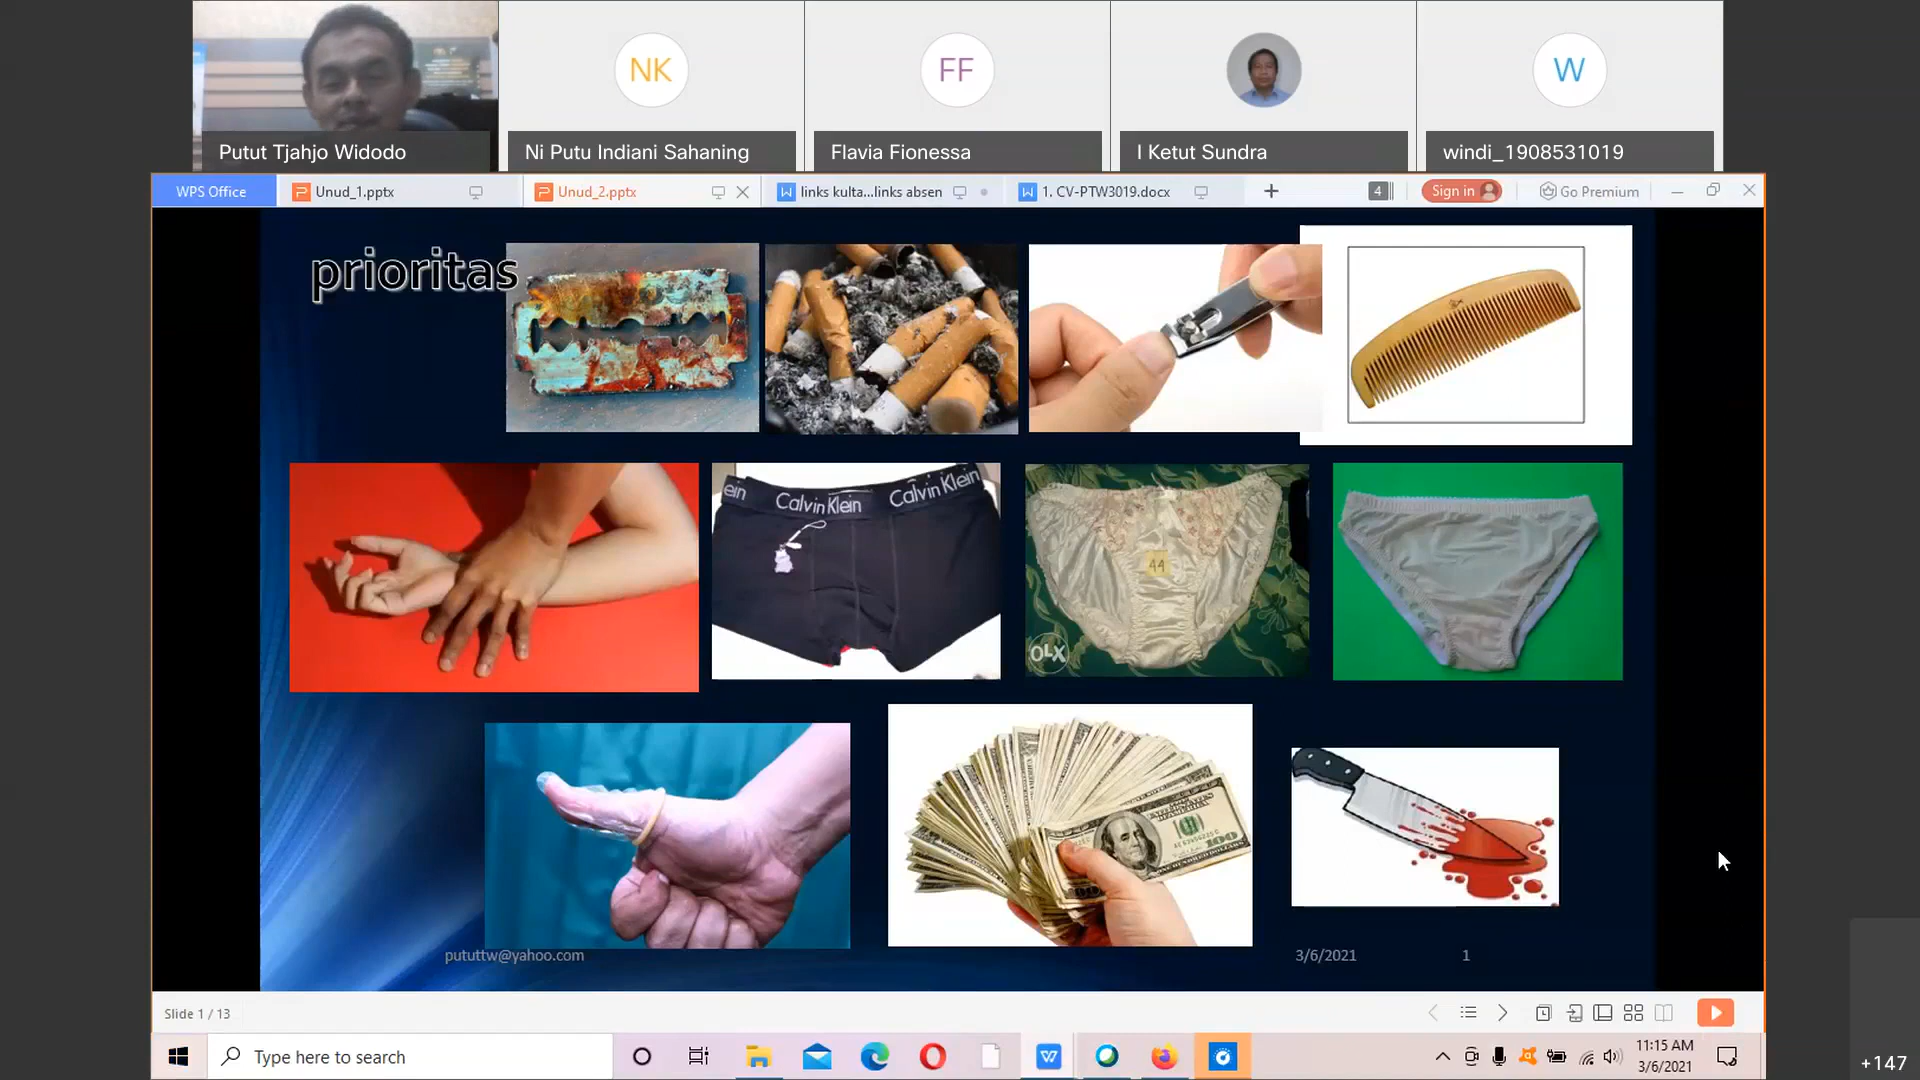 NK
FF
W
Putut Tjahjo Widodo
Ni Putu Indiani Sahaning
Flavia Fionessa
I Ketut Sundra
windi_1908531019
WPS Office
Unud_1.pptx
Unud_2.pptx
links kulta...links absen
1. CV-PTW3019.docx
4
Sign in
Go Premium
prioritas
ein
Calvin Klein
Calvin Klein
44
OLX
100
pututtw@yahoo.com
3/6/2021
1
Slide 1 / 13
Type here to search
11:15 AM
3/6/2021
+147